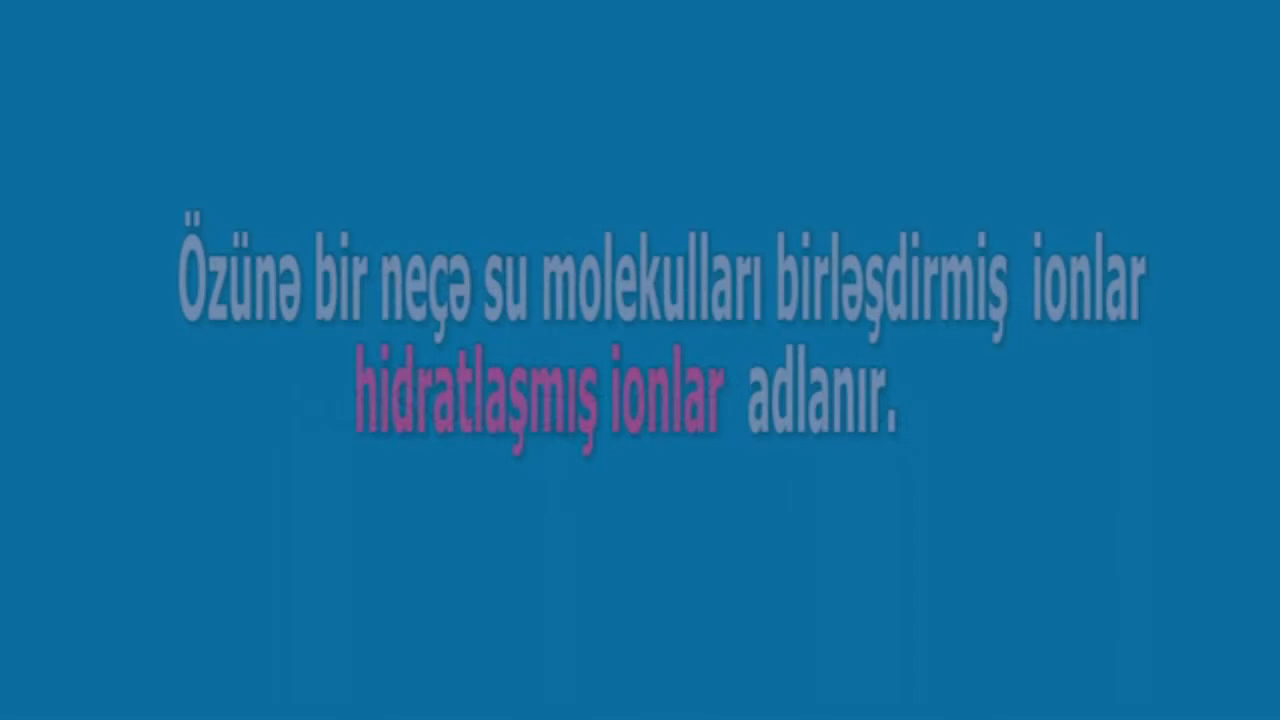 Özünə bir neçə su molekulları birləşdirmiş ionlar
hidratlaşmış ionlar adlanır.